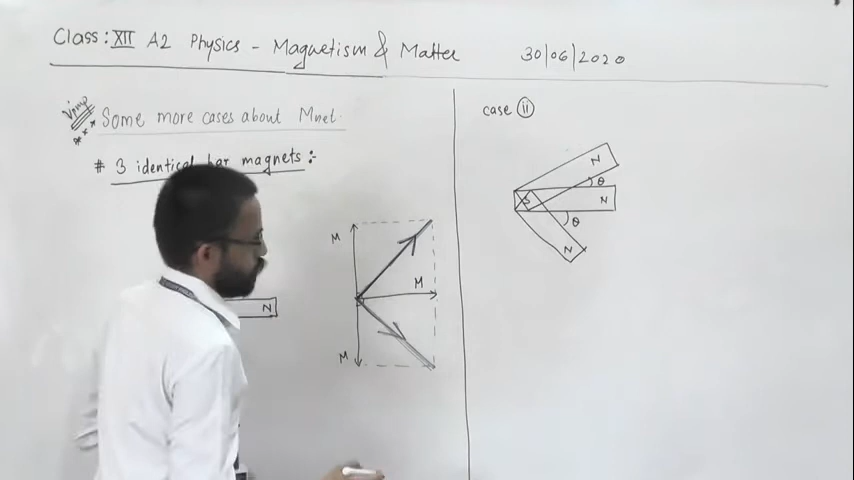 Class: XII A2 Physics - Magnetism & Matter 30/06/2020
Vimp
*** Some more cases about Mnet.
# 3 identical bar magnets :-
N
M
M
M
case (ii)
N
θ
S
N
θ
N